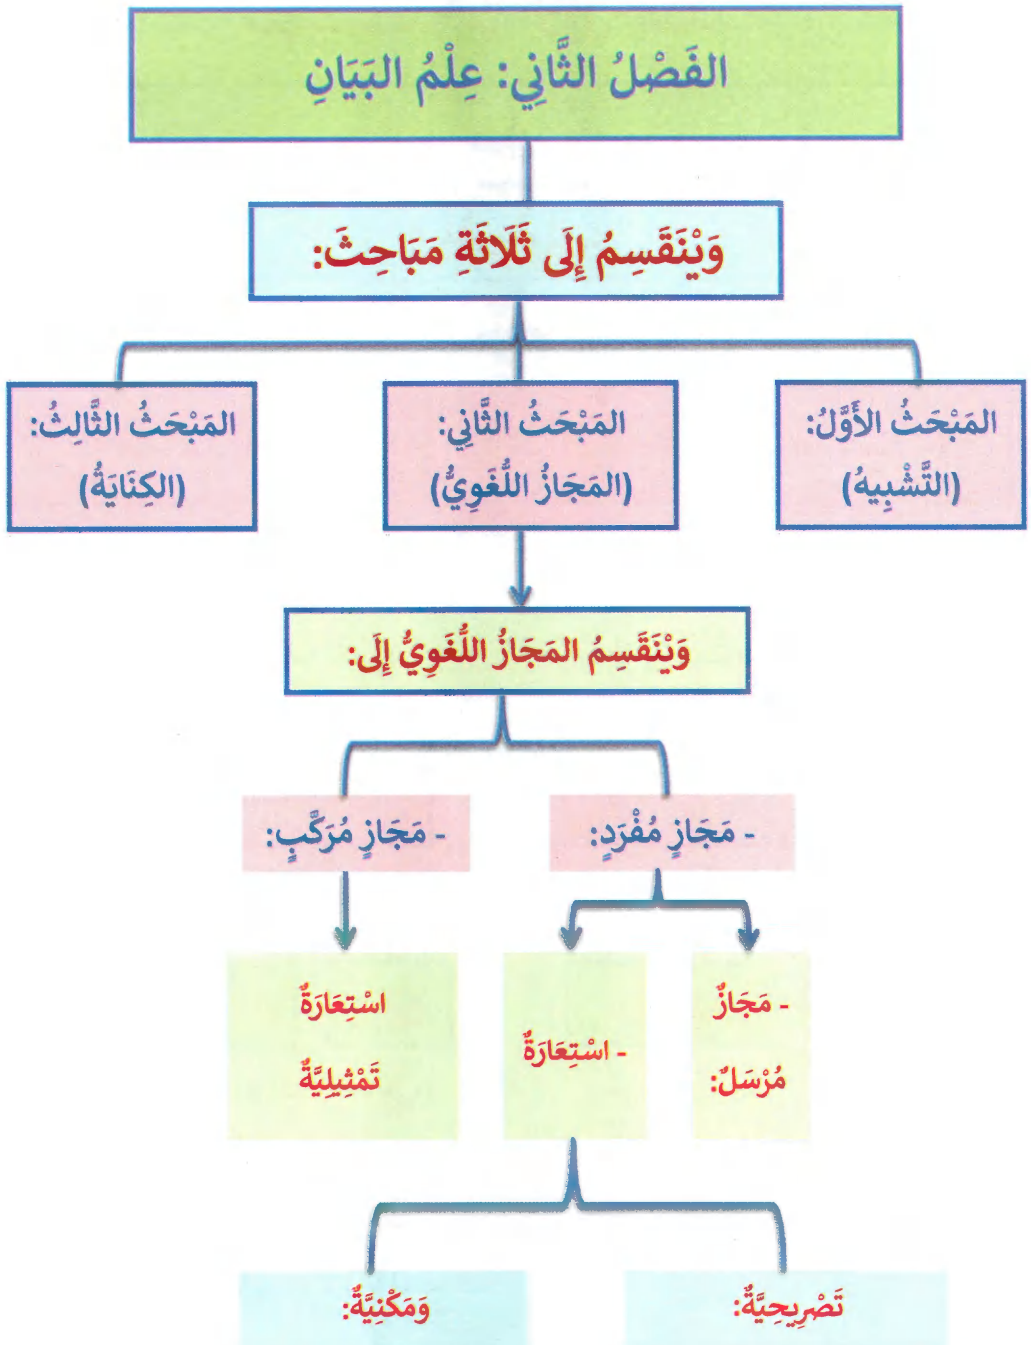 الفَصْلُ الثَّانِي: عِلْمُ البَيَانِ
وَيْنَقَسِمُ إِلَى ثَلَاثَةِ مَبَاحِثَ:
المَبْحَثُ الأَوَّلُ:
(التَّشْبِيهُ)
المَبْحَثُ الثَّانِي:
(المَجَازُ اللُّغَوِيُّ)
المَبْحَثُ الثَّالِثُ:
(الكِنَايَةُ)
وَيْنَقَسِمُ المَجَازُ اللُّغَوِيُّ إِلَى:
- مَجَازٍ مُفْرَدٍ:
- مَجَازٍ مُرَكَّبٍ:
- مَجَازٌ
مُرْسَلٌ:
- اسْتِعَارَةٌ
اسْتِعَارَةٌ
تَمْثِيلِيَّةٌ
تَصْرِيحِيَّةٌ:
وَمَكْنِيَّةٌ: